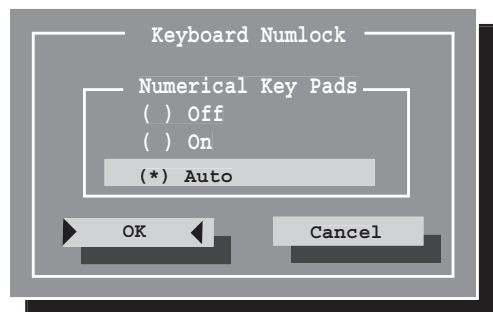 Keyboard Numlock
Numerical Key Pads
( ) Off
( ) On
(*) Auto
OK
Cancel